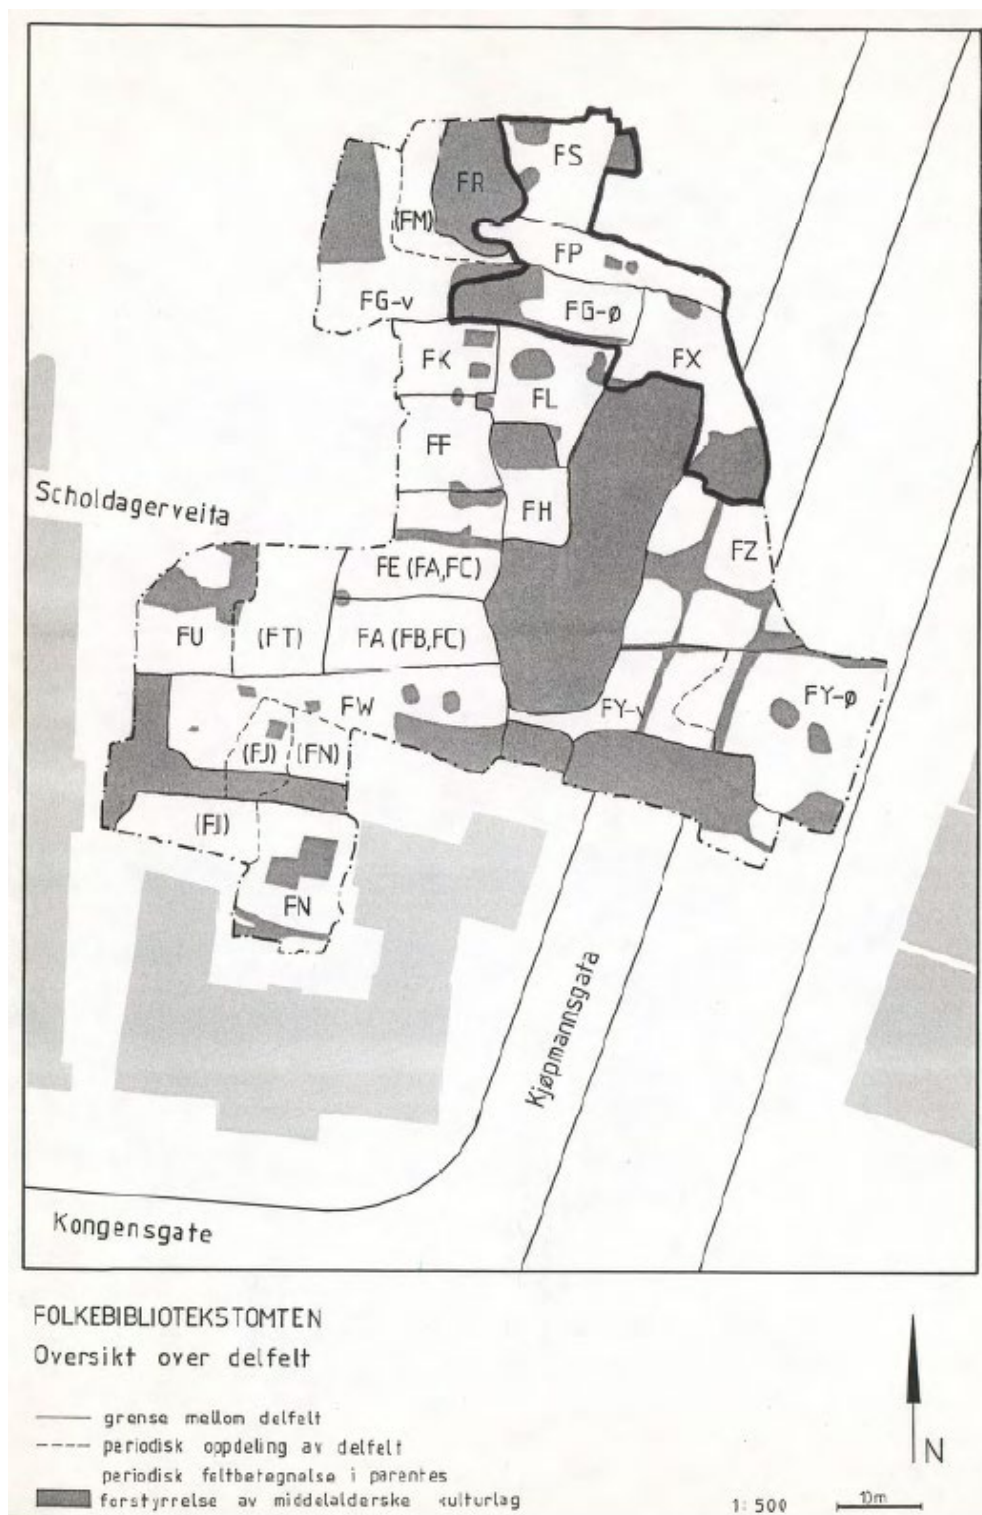 FS
FR
(FM)
FP
FG-v
FG-ø
FK
FX
FL
FF
Scholdagerveita
FH
FZ
FE (FA,FC)
FU
(FT)
FA (FB,FC)
FW
FY-v
FY-ø
(FJ)
(FN)
(FJ)
FN
Kjøpmannsgata
Kongensgate
FOLKEBIBLIOTEKSTOMTEN
Oversikt over delfelt
grense mellom delfelt
periodisk oppdeling av delfelt
periodisk feltbetegnelse i parentes
forstyrrelse av middelalderske kulturlag
N
1:500
10m